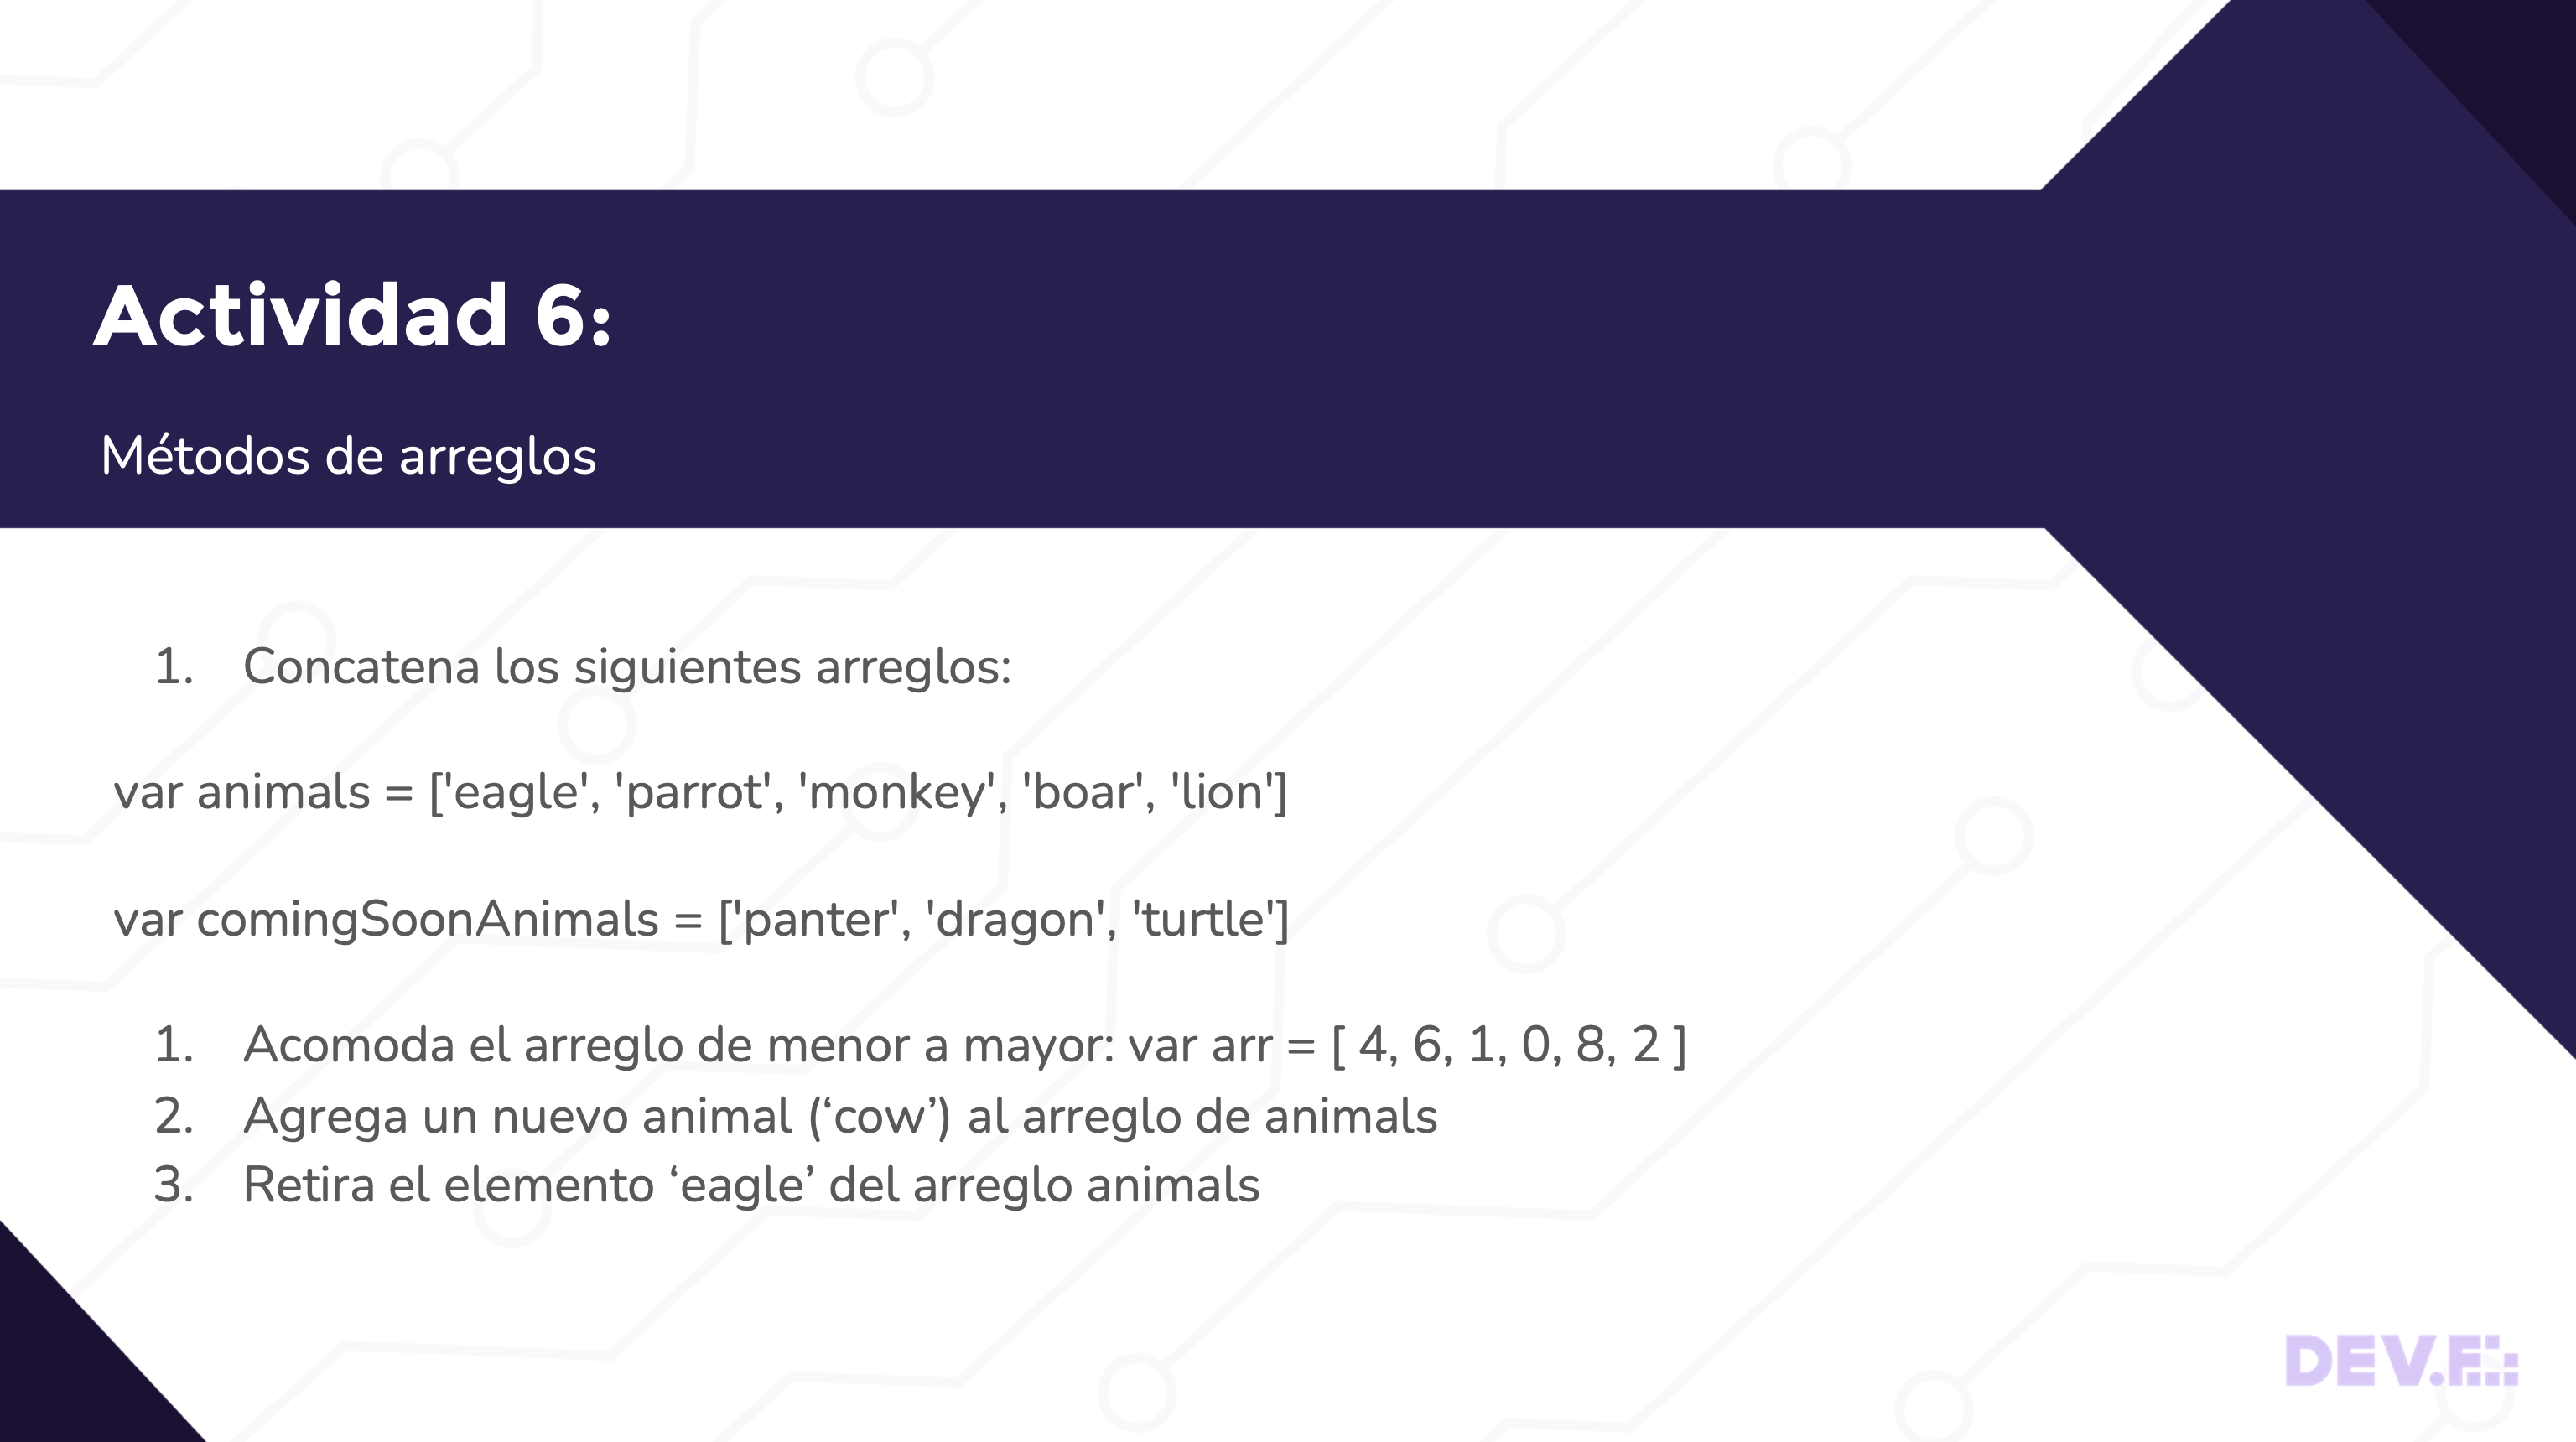 Actividad 6:
Métodos de arreglos
1. Concatena los siguientes arreglos:
var animals = ['eagle', 'parrot', 'monkey', 'boar', 'lion']
var comingSoonAnimals = ['panter', 'dragon', 'turtle']
1. Acomoda el arreglo de menor a mayor: var arr = [ 4, 6, 1, 0, 8, 2 ]
2. Agrega un nuevo animal (‘cow’) al arreglo de animals
3. Retira el elemento ‘eagle’ del arreglo animals
DEV.F